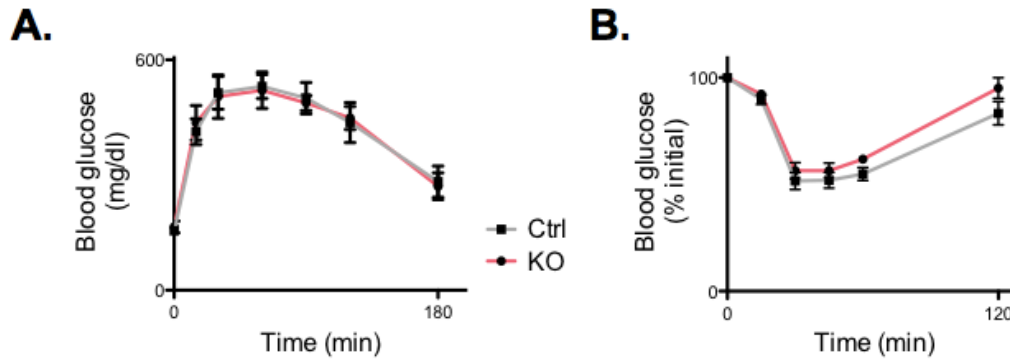 A.
600
0
Blood glucose
(mg/dl)
0
180
Time (min)
Ctrl
KO
B.
100
0
Blood glucose
(% initial)
0
120
Time (min)